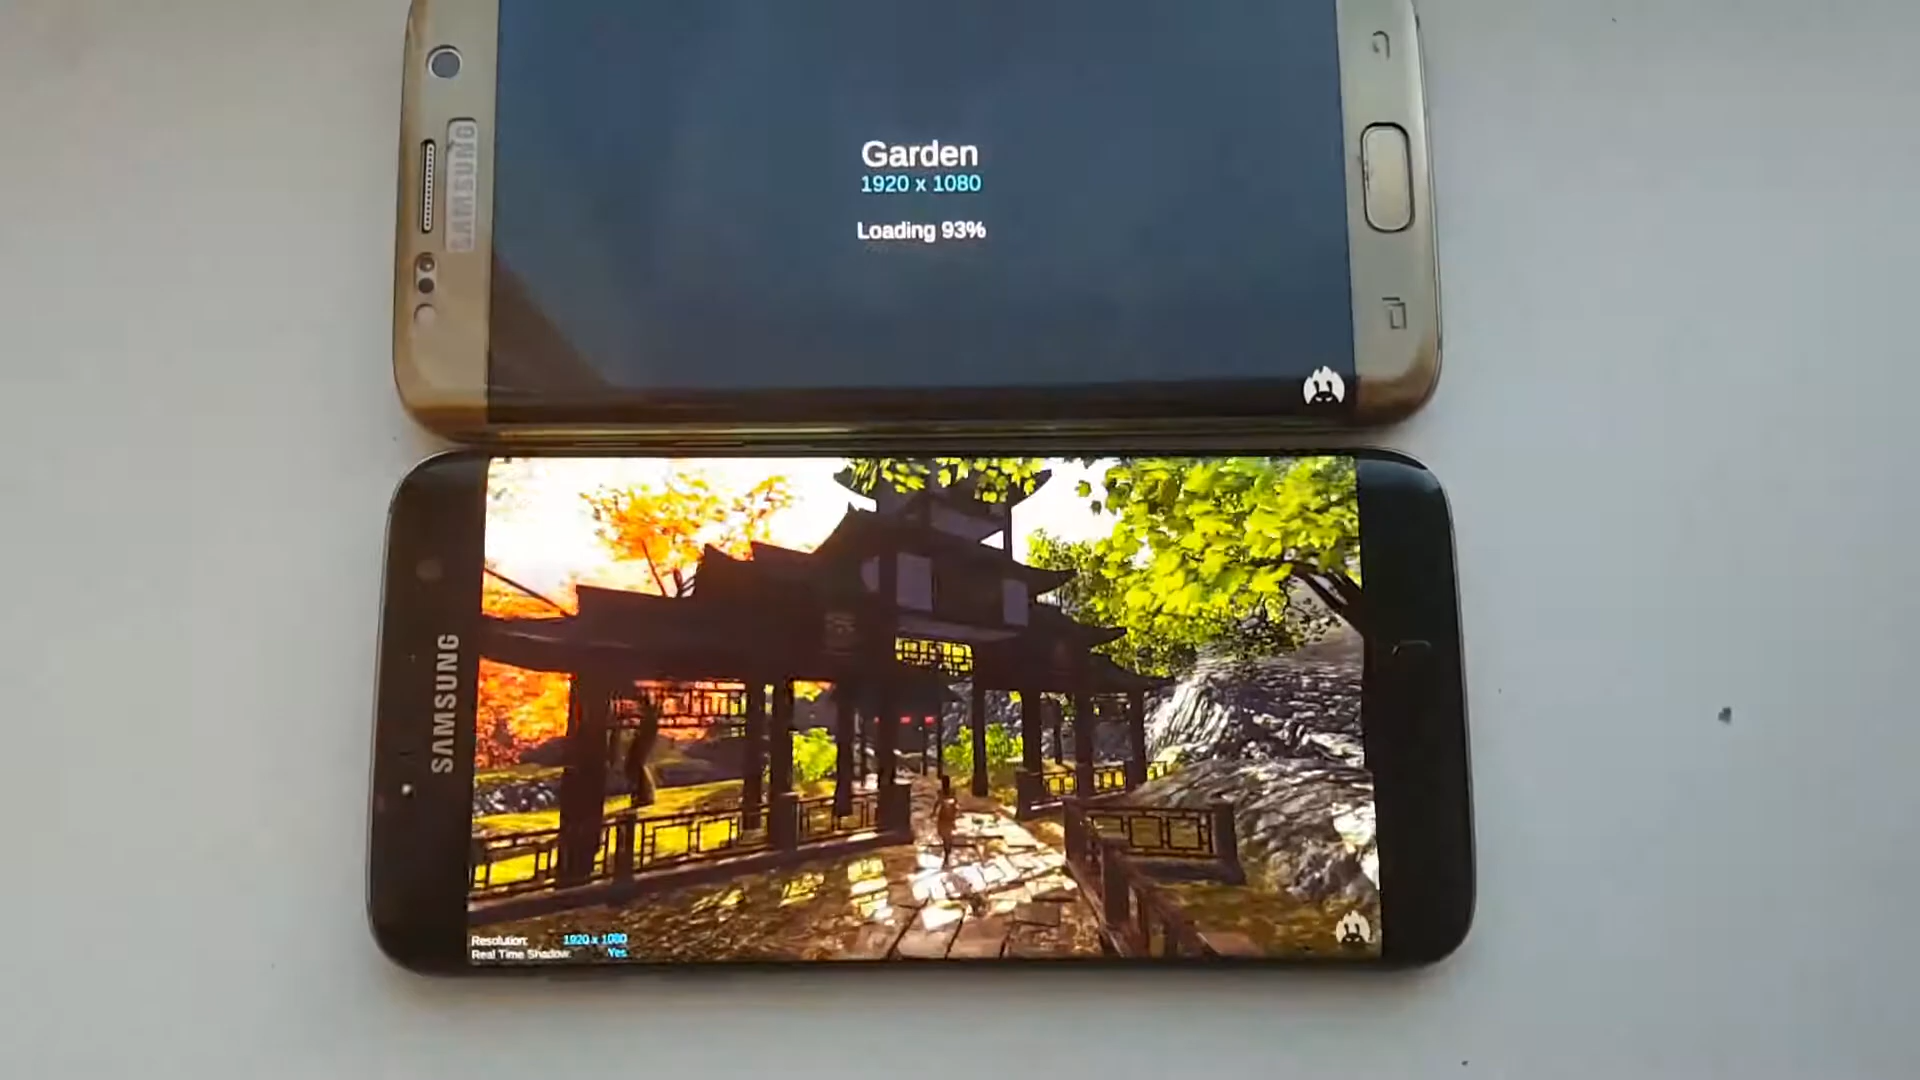 SAMSUNG
Garden
1920 x 1080
Loading 93%
SAMSUNG
Resolution: 1920 x 1080
Real Time Shadow: Yes